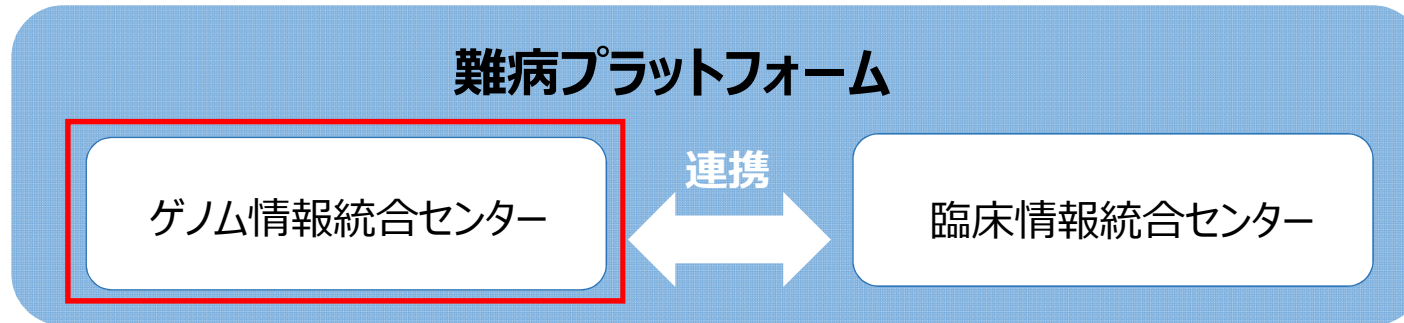 難病プラットフォーム
連携
ゲノム情報統合センター
臨床情報統合センター